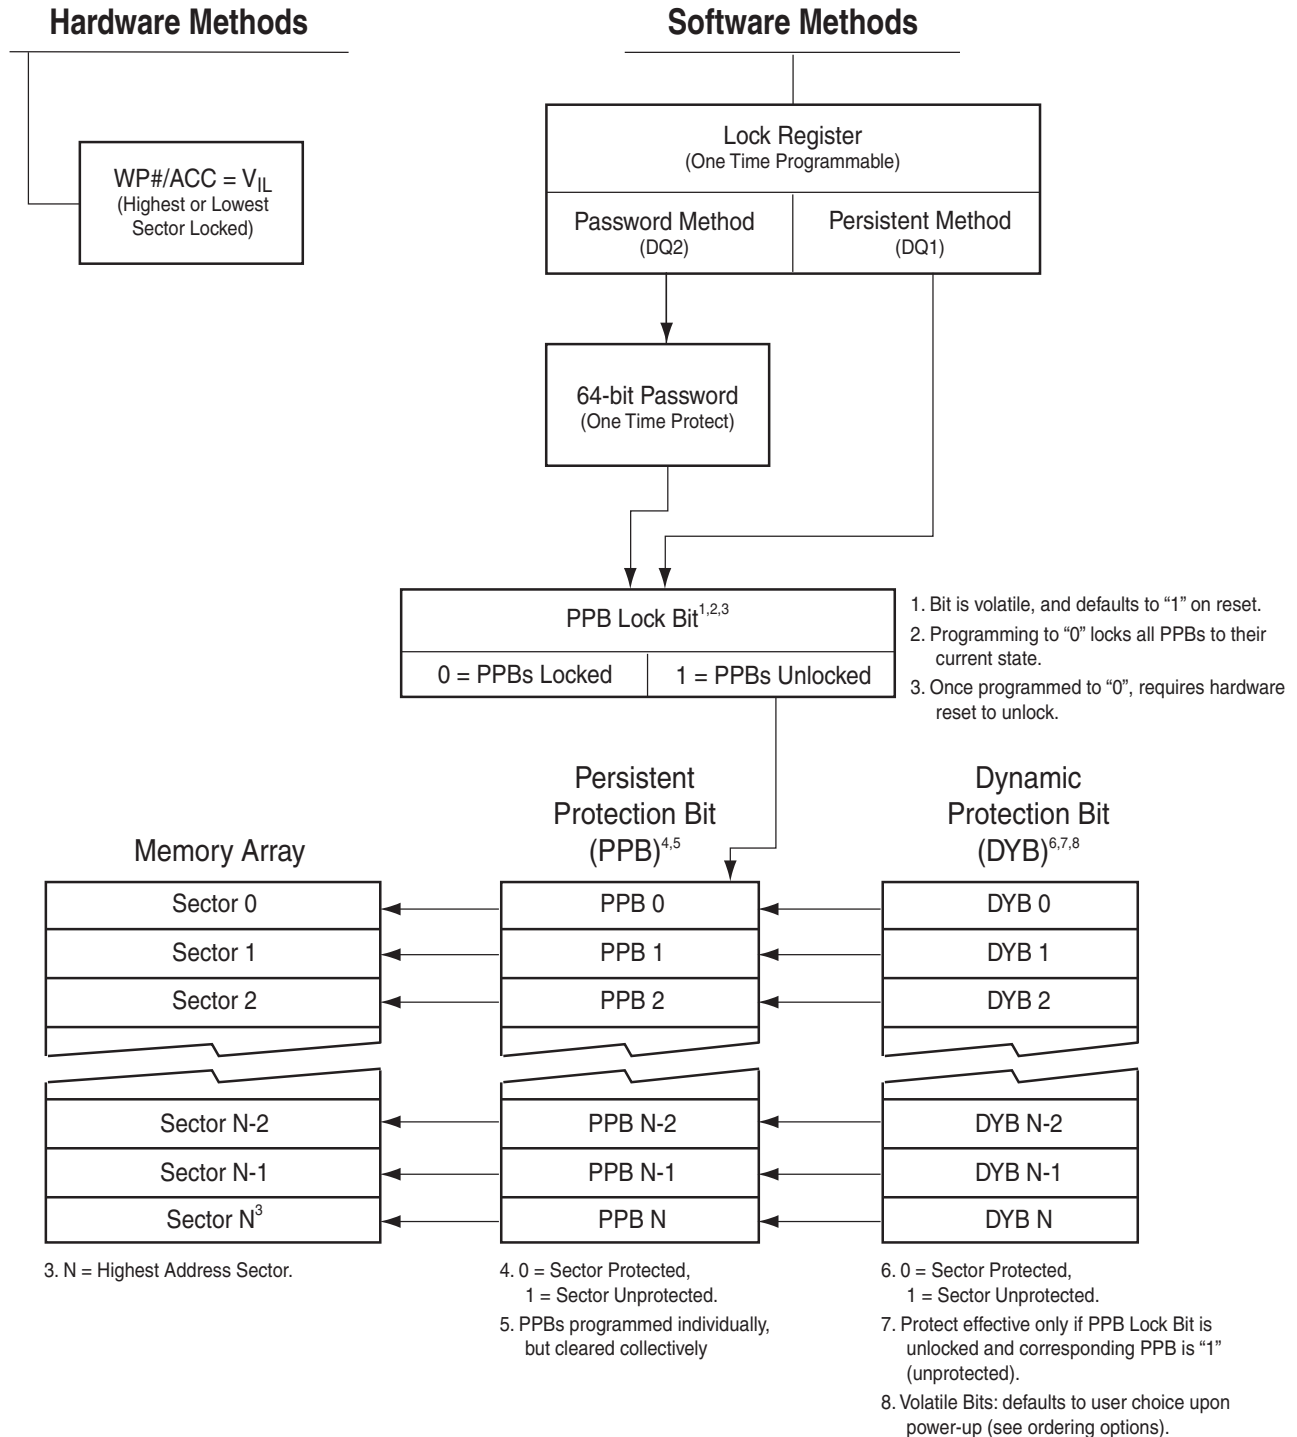 Hardware Methods
Software Methods
WP#/ACC = VIL
(Highest or Lowest
Sector Locked)
Lock Register
(One Time Programmable)
Password Method
(DQ2)
Persistent Method
(DQ1)
64-bit Password
(One Time Protect)
PPB Lock Bit1,2,3
0 = PPBs Locked
1 = PPBs Unlocked
1. Bit is volatile, and defaults to “1” on reset.
2. Programming to “0” locks all PPBs to their
current state.
3. Once programmed to “0”, requires hardware
reset to unlock.
Memory Array
Persistent
Protection Bit
(PPB)4,5
Dynamic
Protection Bit
(DYB)6,7,8
Sector 0
PPB 0
DYB 0
Sector 1
PPB 1
DYB 1
Sector 2
PPB 2
DYB 2
Sector N-2
PPB N-2
DYB N-2
Sector N-1
PPB N-1
DYB N-1
Sector N3
PPB N
DYB N
3. N = Highest Address Sector.
4. 0 = Sector Protected,
1 = Sector Unprotected.
5. PPBs programmed individually,
but cleared collectively
6. 0 = Sector Protected,
1 = Sector Unprotected.
7. Protect effective only if PPB Lock Bit is
unlocked and corresponding PPB is “1”
(unprotected).
8. Volatile Bits: defaults to user choice upon
power-up (see ordering options).